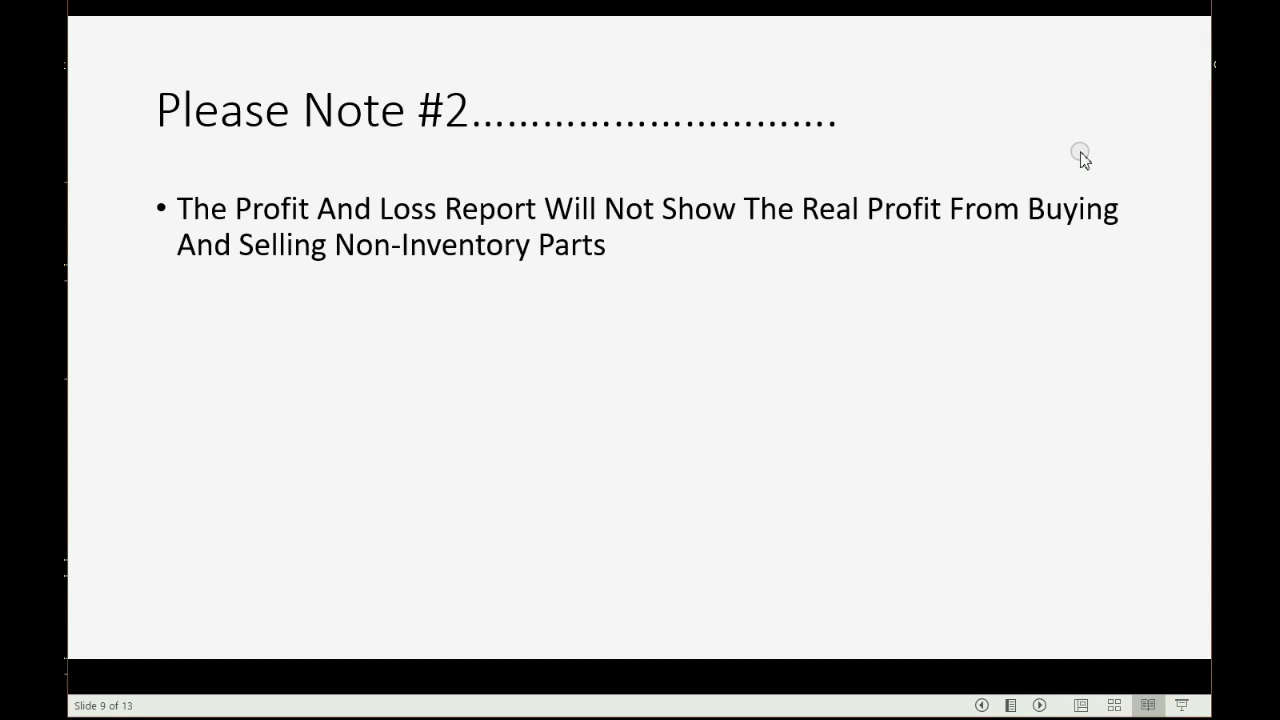 Please Note #2……………………………
• The Profit And Loss Report Will Not Show The Real Profit From Buying
And Selling Non-Inventory Parts
Slide 9 of 13